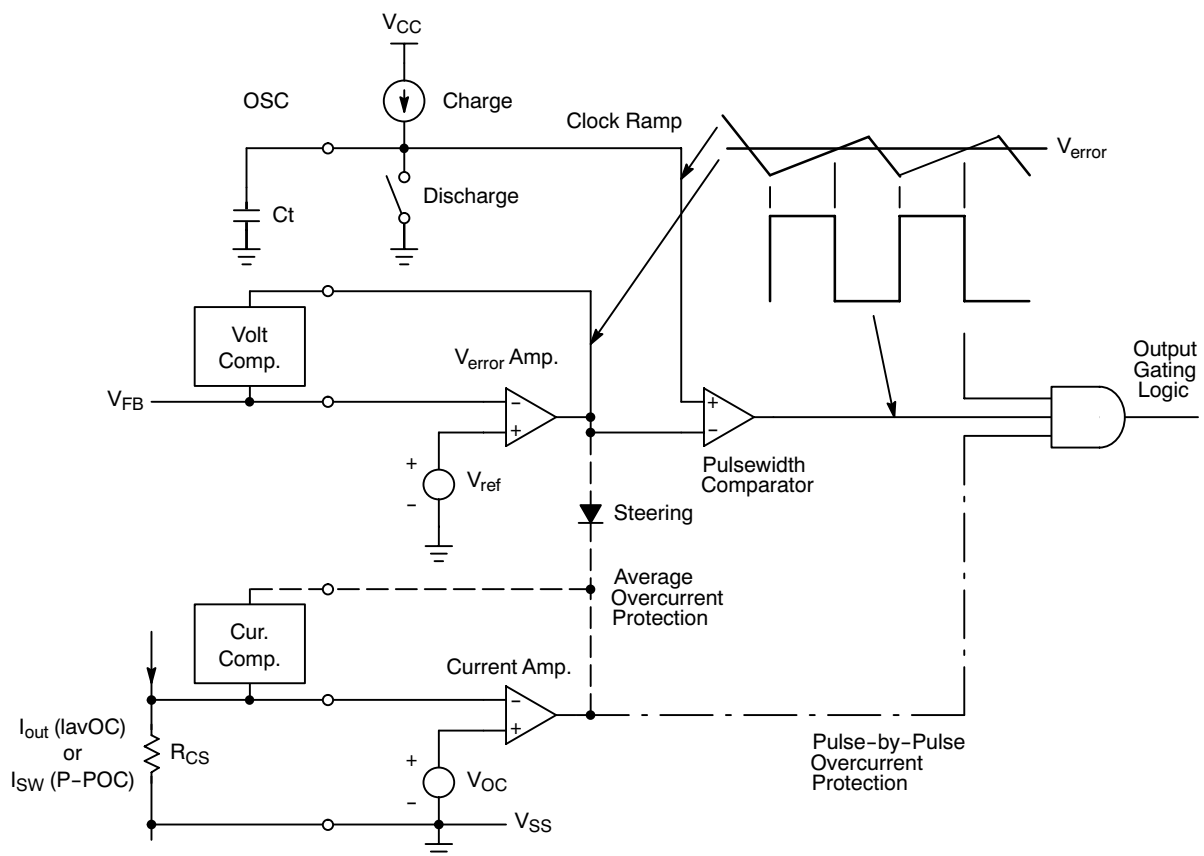 VCC
OSC
Charge
Clock Ramp
Verror
Discharge
Ct
Volt
Comp.
Verror Amp.
Output
Gating
Logic
VFB
−
+
+
−
+
−
Vref
Pulsewidth
Comparator
Steering
Average
Overcurrent
Protection
Cur.
Comp.
Current Amp.
−
+
Iout (IavOC)
or
ISW (P−POC)
RCS
+
−
VOC
Pulse−by−Pulse
Overcurrent
Protection
VSS